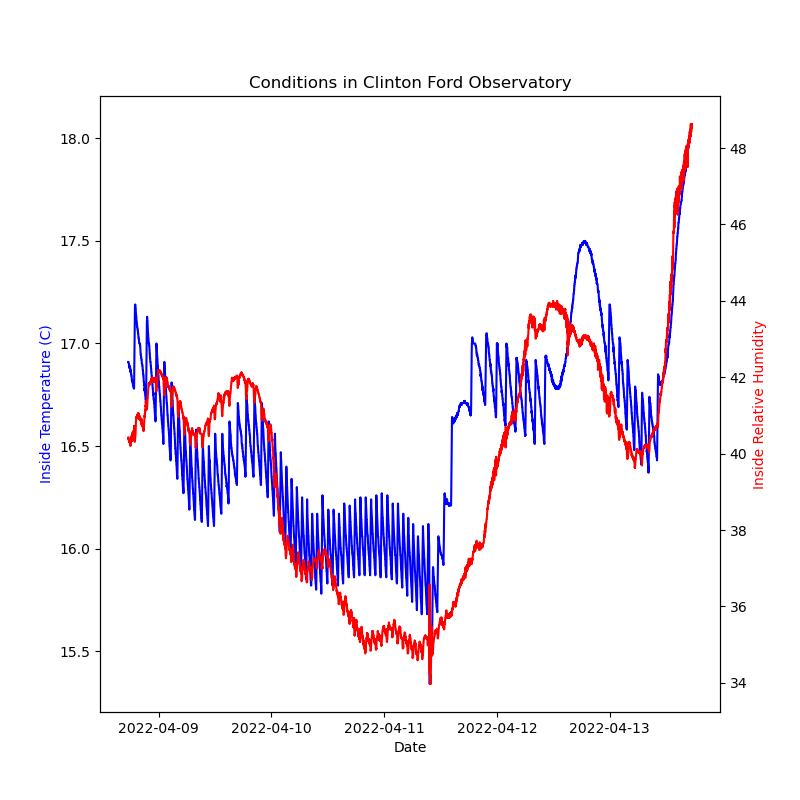 Conditions in Clinton Ford Observatory
18.0
17.5
17.0
16.5
16.0
15.5
Inside Temperature (C)
48
46
44
42
40
38
36
34
Inside Relative Humidity
2022-04-09 2022-04-10 2022-04-11 2022-04-12 2022-04-13
Date